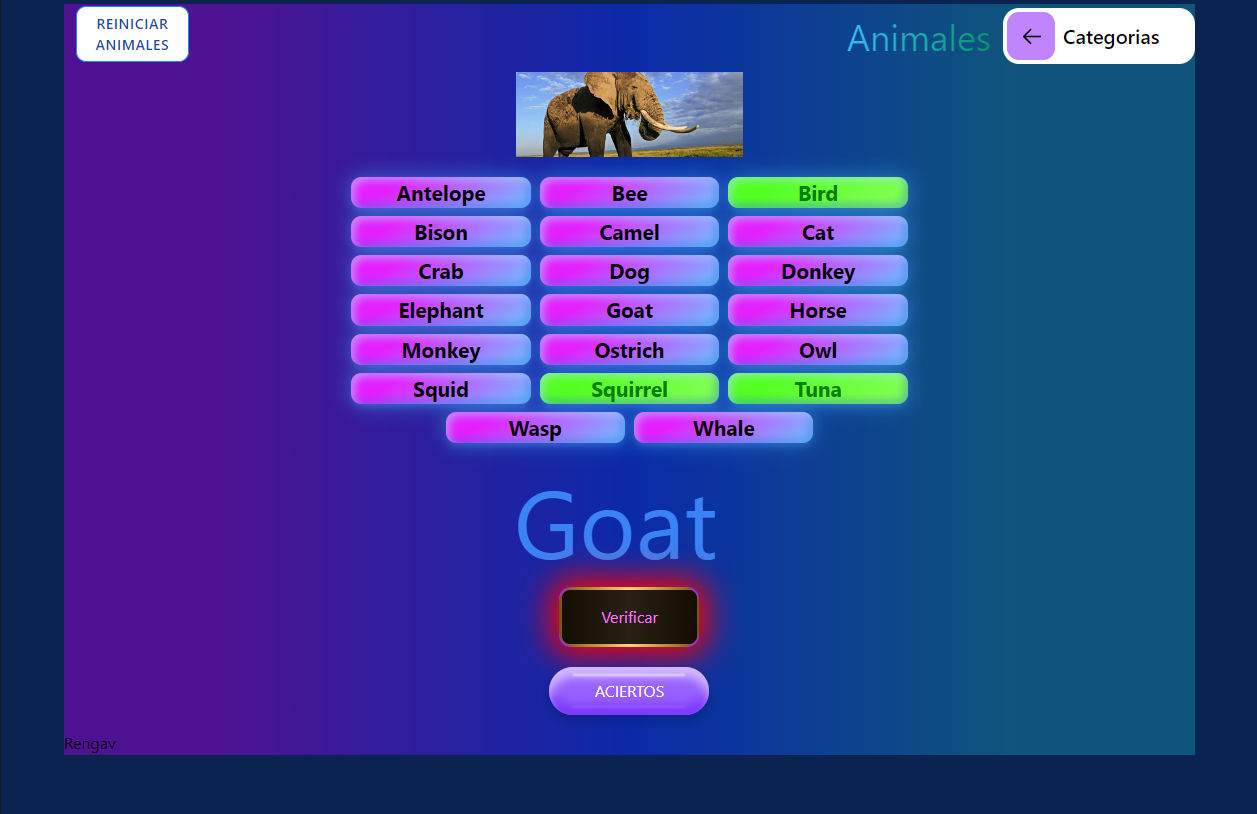 REINICIAR
ANIMALES
Animales
Categorias
Antelope Bee Bird
Bison Camel Cat
Crab Dog Donkey
Elephant Goat Horse
Monkey Ostrich Owl
Squid Squirrel Tuna
Wasp Whale
Goat
Verificar
ACIERTOS
Rengav